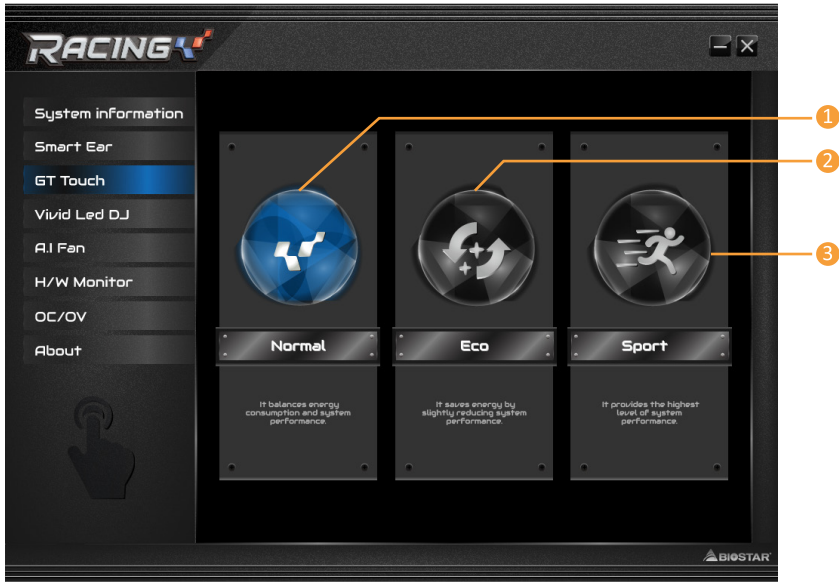 RACING
System information
Smart Ear
GT Touch
Vivid Led DJ
A.I Fan
H/W Monitor
OC/OV
About
1
2
3
Normal
It balances energy
consumption and system
performance.
Eco
It saves energy by
slightly reducing system
performance.
Sport
It provides the highest
level of system
performance.
BIOSTAR